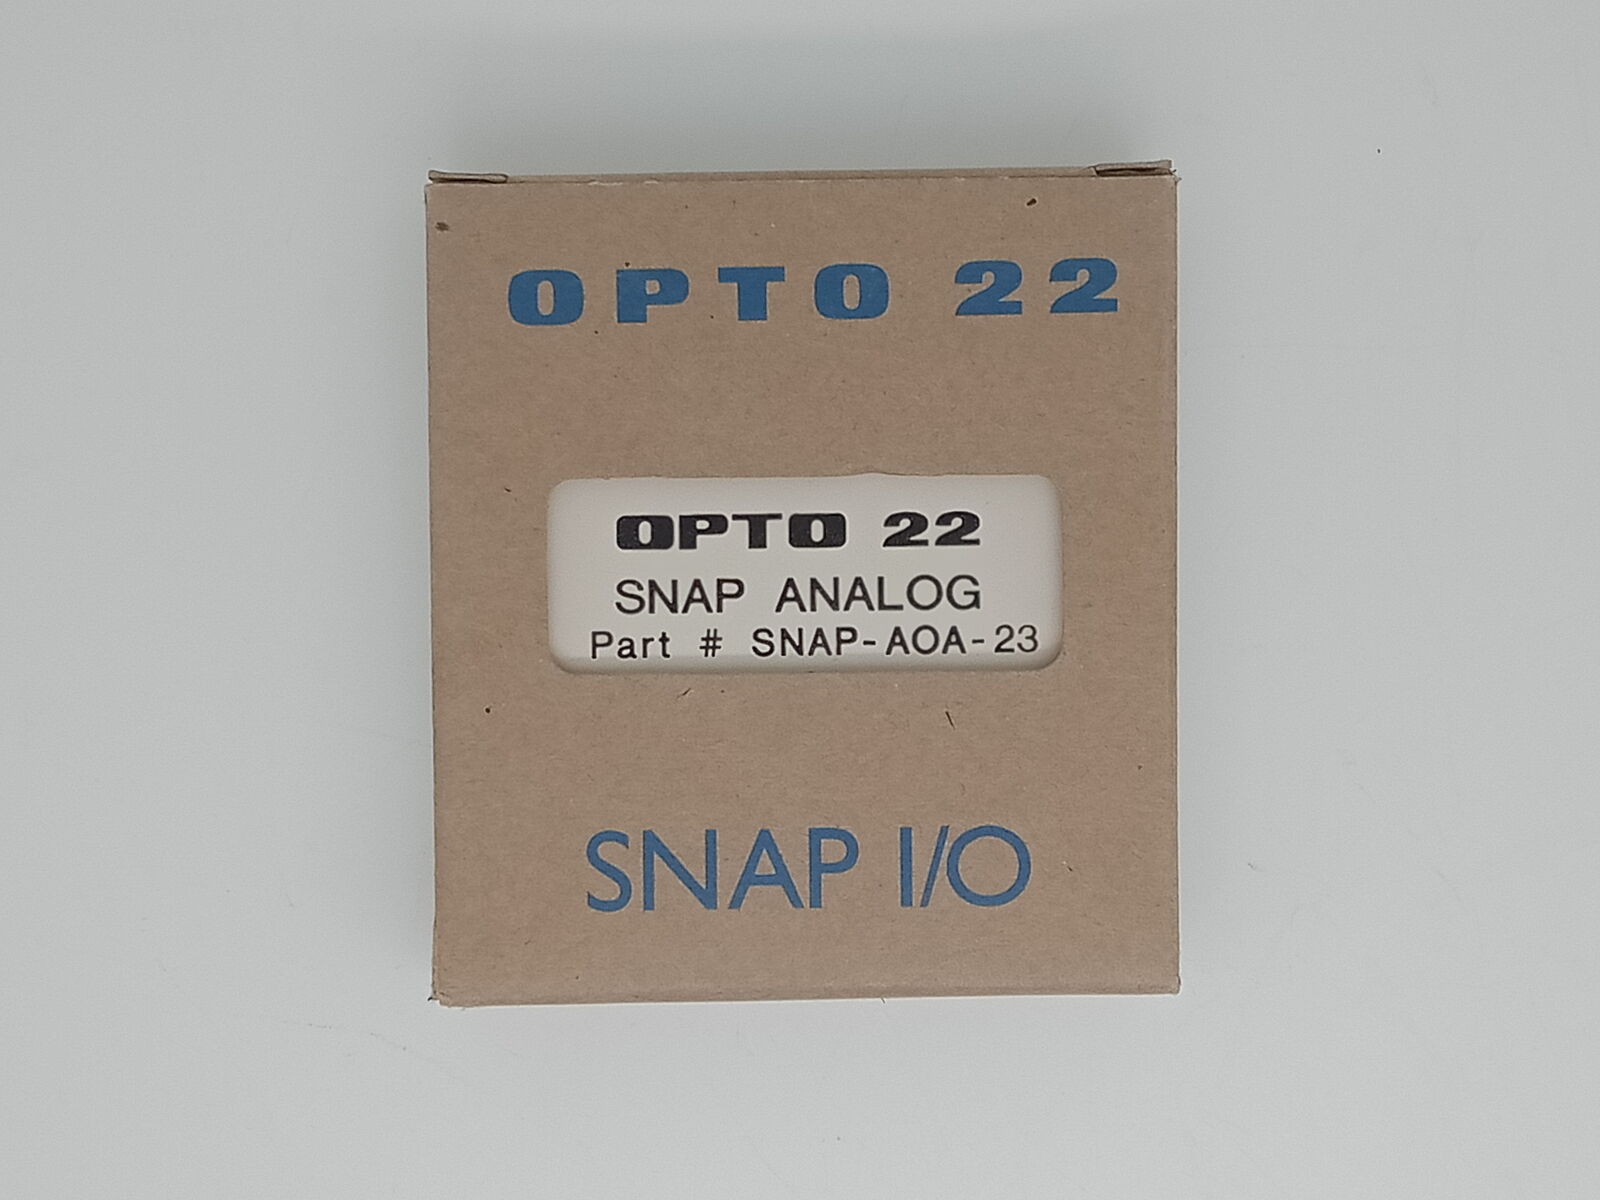 OPTO 22
OPTO 22
SNAP ANALOG
Part # SNAP-AOA-23
SNAP I/O